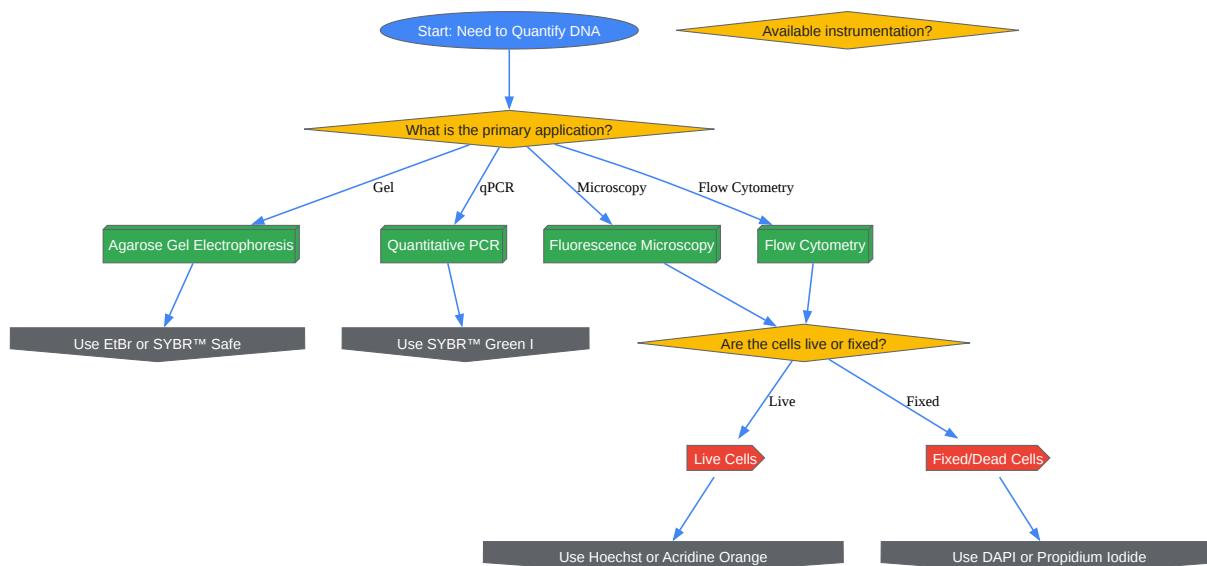 Start: Need to Quantify DNA
Available instrumentation?
What is the primary application?
Gel
qPCR
Microscopy
Flow Cytometry
Agarose Gel Electrophoresis
Quantitative PCR
Fluorescence Microscopy
Flow Cytometry
Use EtBr or SYBR™ Safe
Use SYBR™ Green I
Are the cells live or fixed?
Live
Fixed
Live Cells
Fixed/Dead Cells
Use Hoechst or Acridine Orange
Use DAPI or Propidium Iodide